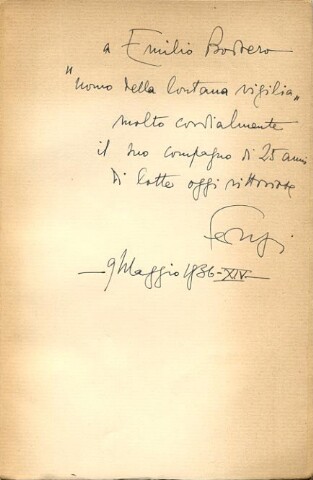 a Emilio Bodrero
"uomo della lontana vigilia„
molto cordialmente
il suo compagno di 25 anni
di lotte oggi vittoriose
— 9 Maggio 1936-XIV —